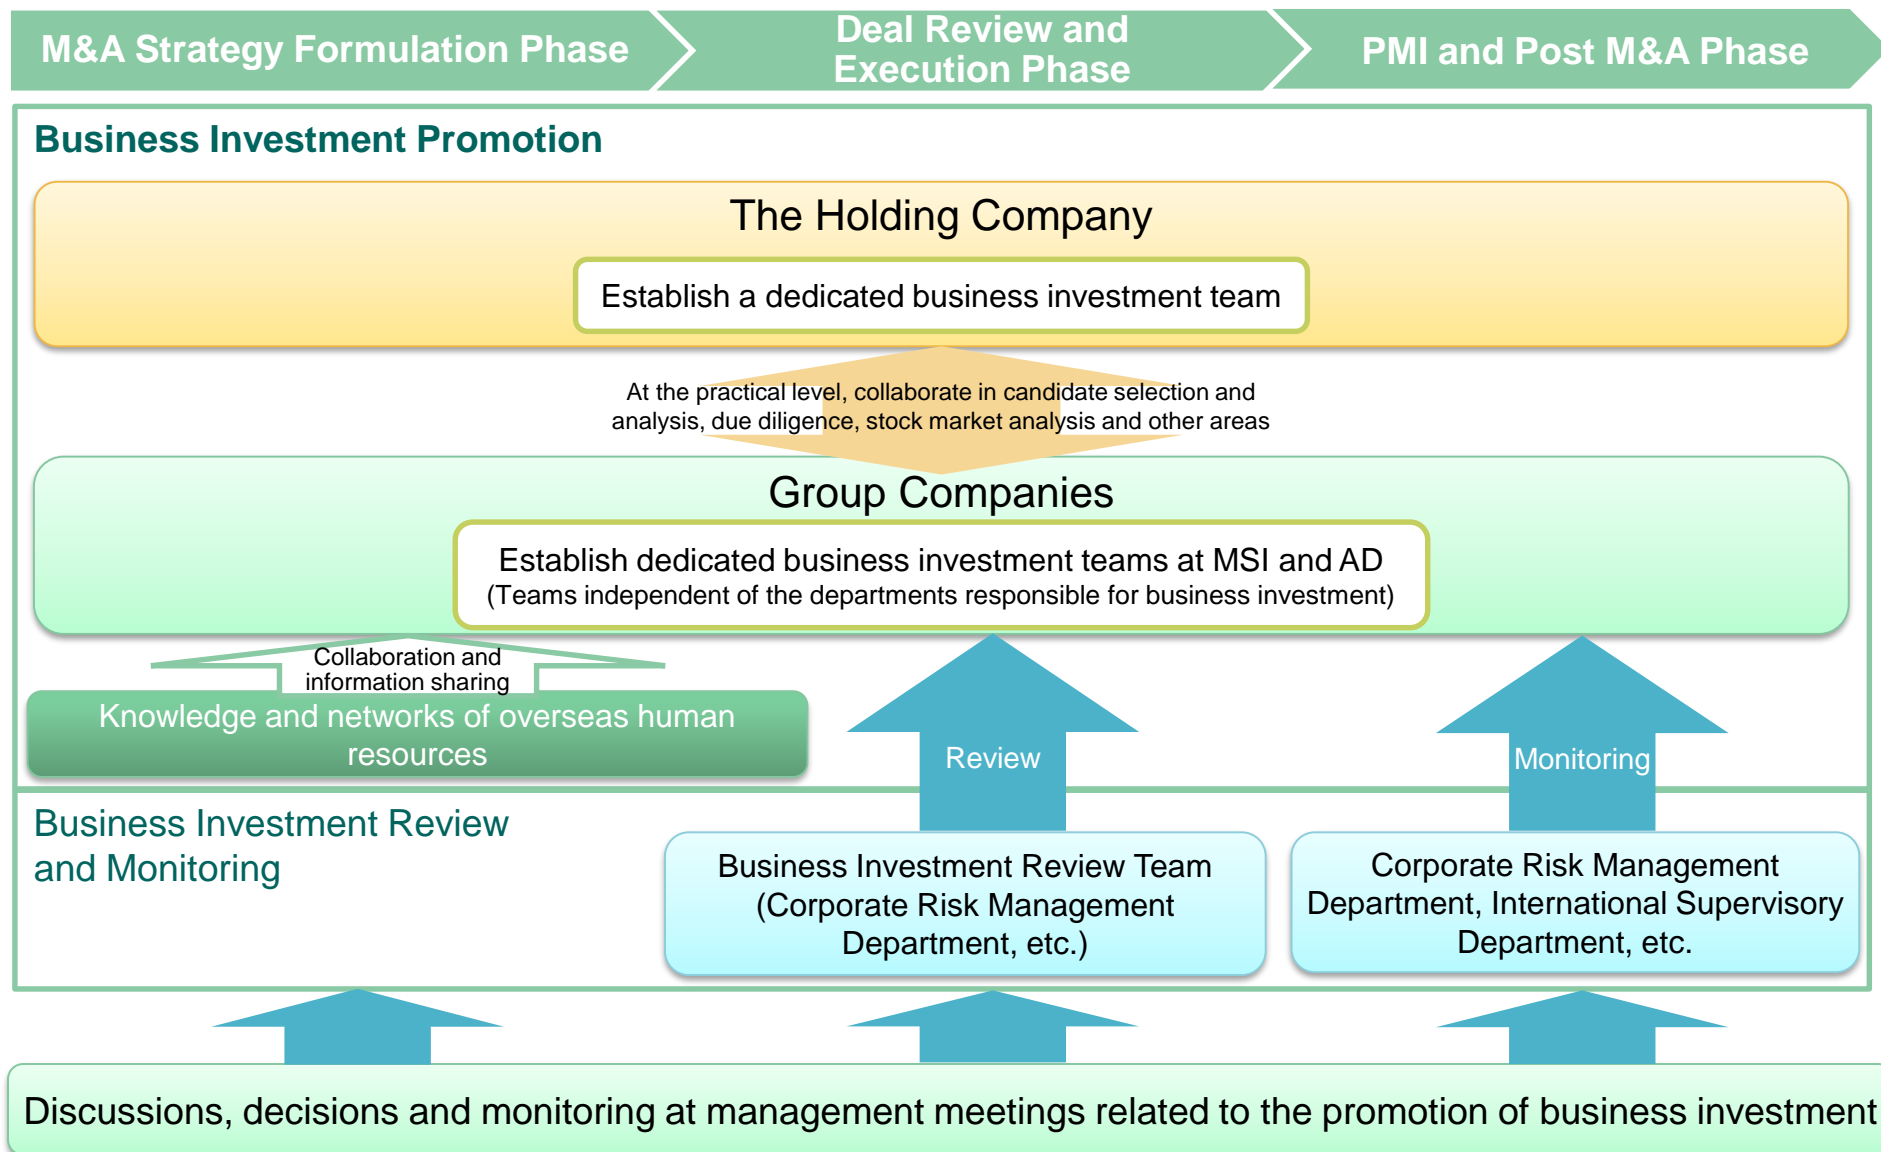 M&A Strategy Formulation Phase
Deal Review and
Execution Phase
PMI and Post M&A Phase
Business Investment Promotion
The Holding Company
Establish a dedicated business investment team
At the practical level, collaborate in candidate selection and
analysis, due diligence, stock market analysis and other areas
Group Companies
Establish dedicated business investment teams at MSI and AD
(Teams independent of the departments responsible for business investment)
Collaboration and
information sharing
Knowledge and networks of overseas human
resources
Review
Monitoring
Business Investment Review
and Monitoring
Business Investment Review Team
(Corporate Risk Management
Department, etc.)
Corporate Risk Management
Department, International Supervisory
Department, etc.
Discussions, decisions and monitoring at management meetings related to the promotion of business investment